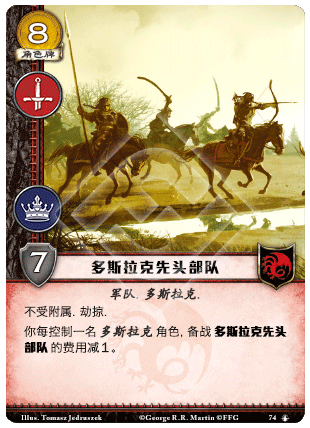 8
角色牌
7
多斯拉克先头部队
军队. 多斯拉克.
不受附属. 劫掠.
你每控制一名 多斯拉克 角色, 备战 多斯拉克先头
部队 的费用减1。
Illus. Tomasz Jedruszek ©George R.R. Martin ©FFG 74